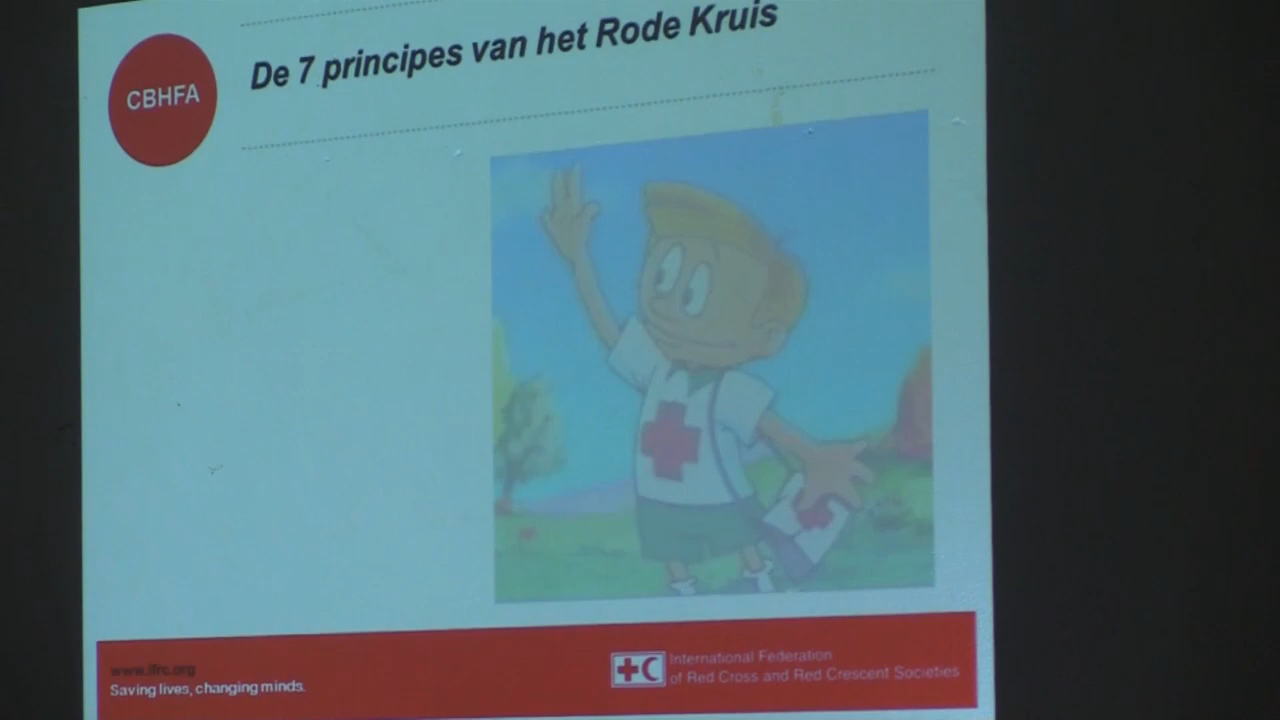 CBHFA
De 7 principes van het Rode Kruis
www.ifrc.org
Saving lives, changing minds.
International Federation
of Red Cross and Red Crescent Societies